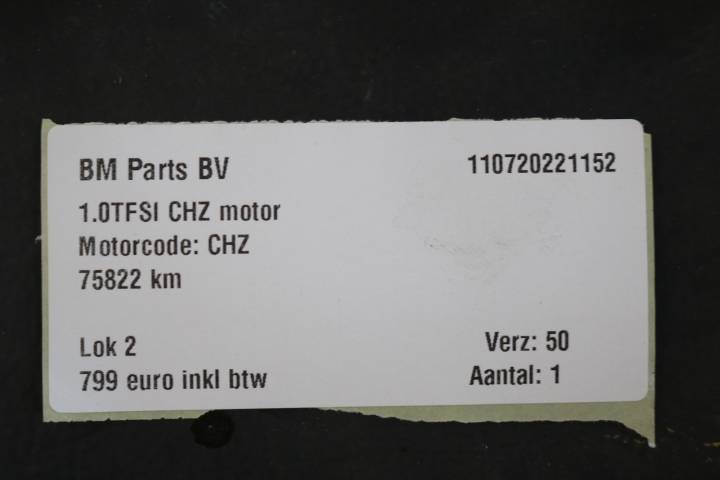 BM Parts BV 110720221152
1.0TFSI CHZ motor
Motorcode: CHZ
75822 km
Lok 2 Verz: 50
799 euro inkl btw Aantal: 1